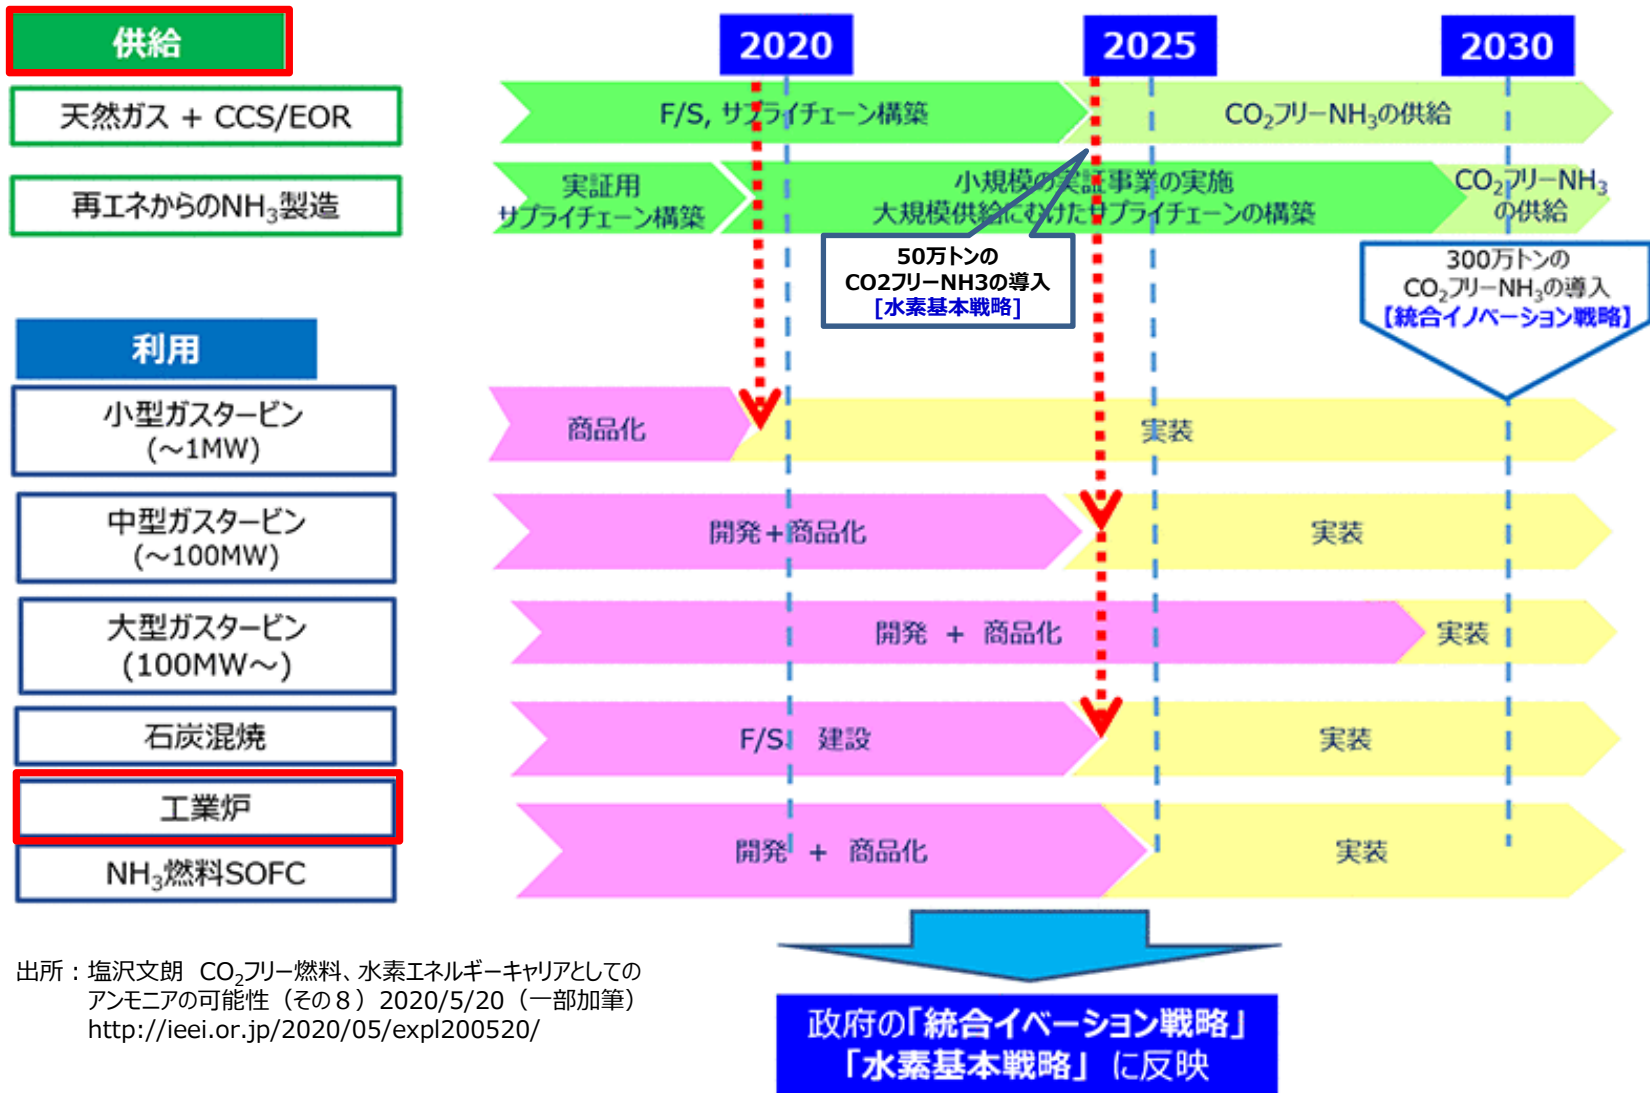 供給
2020
2025
2030
天然ガス + CCS/EOR
F/S, サプライチェーン構築
CO₂フリーNH₃の供給
再エネからのNH₃製造
実証用
サプライチェーン構築
小規模の実証事業の実施
大規模供給にむけたサプライチェーンの構築
CO₂フリーNH₃
の供給
50万トンの
CO2フリーNH3の導入
[水素基本戦略]
300万トンの
CO₂フリーNH₃の導入
【統合イノベーション戦略】
利用
小型ガスタービン
(～1MW)
商品化
実装
中型ガスタービン
(～100MW)
開発+商品化
実装
大型ガスタービン
(100MW～)
開発 + 商品化
実装
石炭混焼
F/S 建設
実装
工業炉
NH₃燃料SOFC
開発 + 商品化
実装
出所：塩沢文朗 CO₂フリー燃料、水素エネルギーキャリアとしての
アンモニアの可能性（その８）2020/5/20（一部加筆）
http://ieei.or.jp/2020/05/expl200520/
政府の「統合イベーション戦略」
「水素基本戦略」に反映